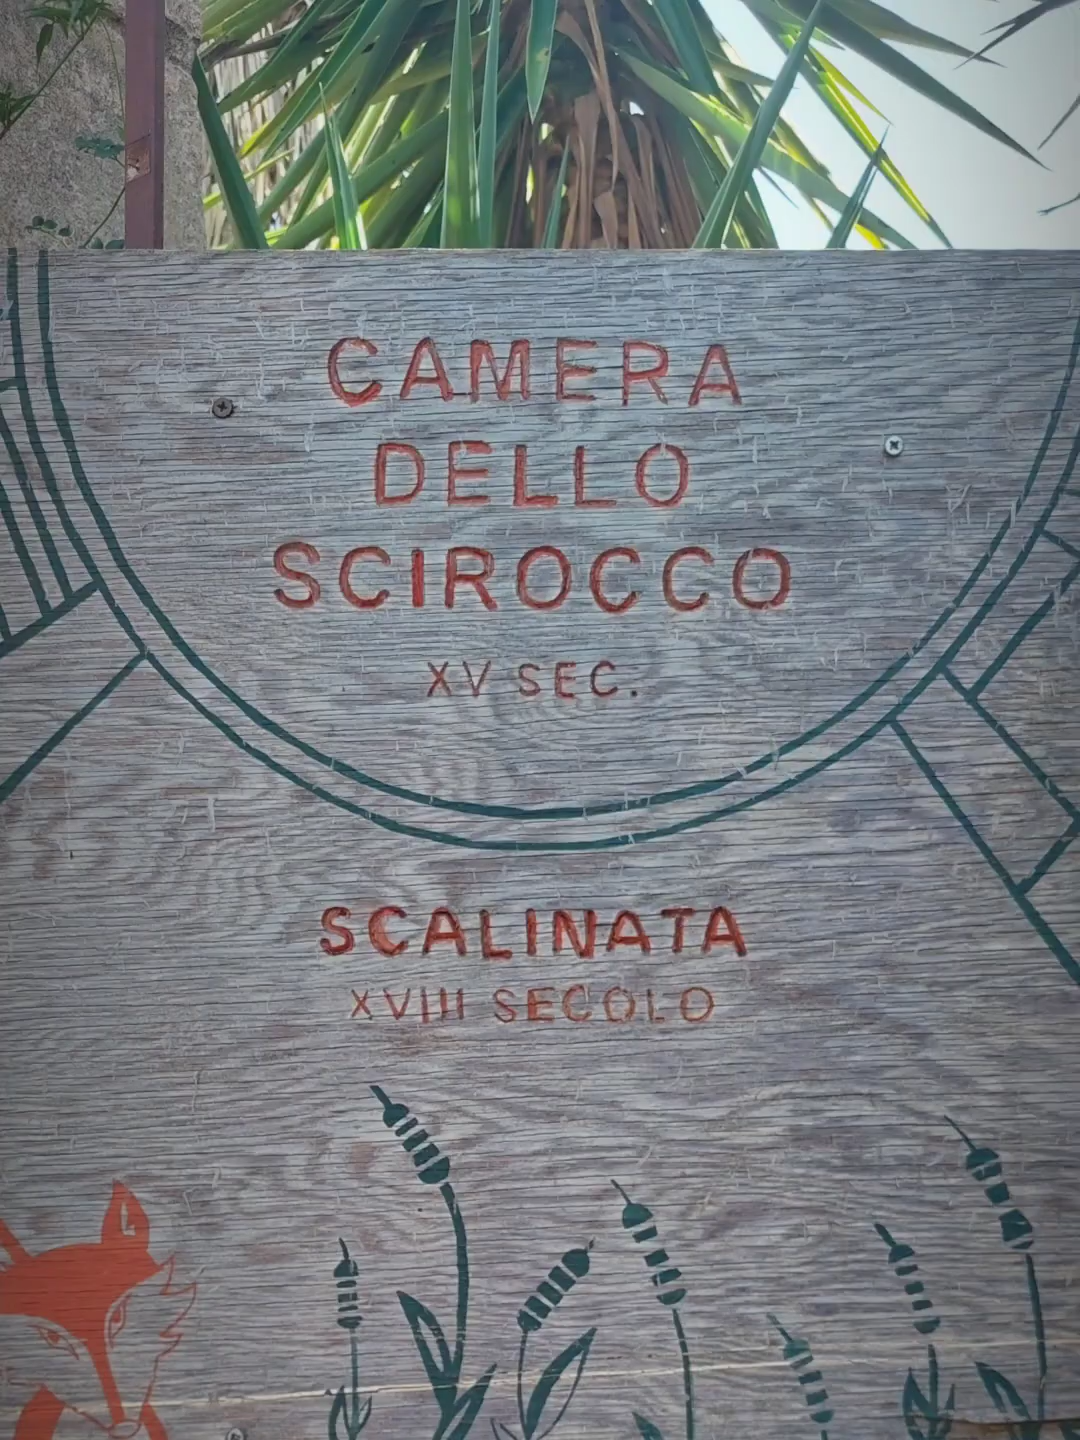 CAMERA
DELLO
SCIROCCO
XV SEC.
SCALINATA
XVIII SECOLO